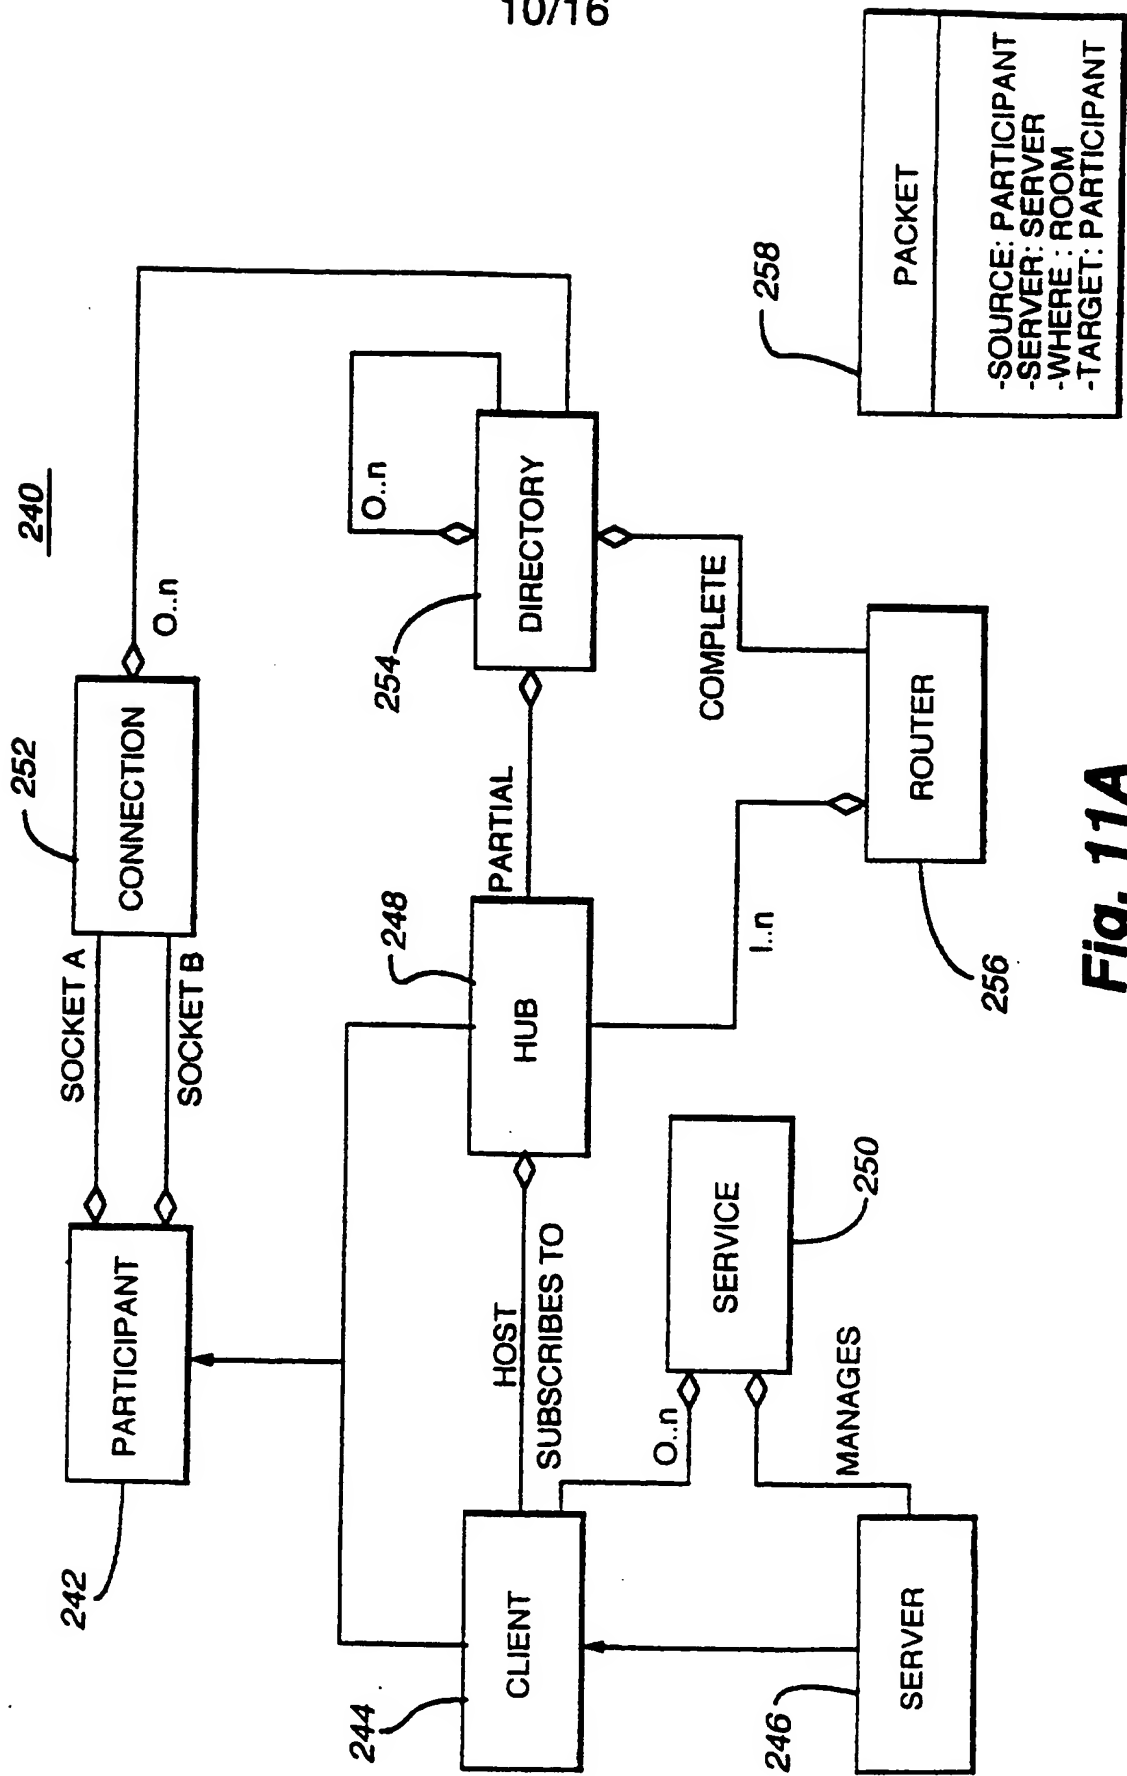 10/16
240
242
PARTICIPANT
SOCKET A
SOCKET B
252
CONNECTION
O..n
244
CLIENT
HOST
SUBSCRIBES TO
248
HUB
PARTIAL
254
DIRECTORY
O..n
O..n
SERVICE
250
MANAGES
246
SERVER
I..n
COMPLETE
ROUTER
256
258
PACKET
-SOURCE: PARTICIPANT
-SERVER: SERVER
-WHERE : ROOM
-TARGET: PARTICIPANT
Fig. 11A